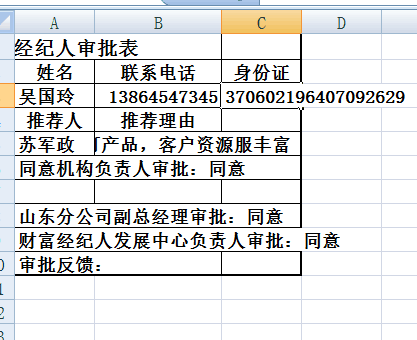 A B C D
经纪人审批表
姓名 联系电话 身份证
吴国玲 13864547345 370602196407092629
推荐人 推荐理由
苏军政 产品，客户资源服丰富
同意机构负责人审批：同意
山东分公司副总经理审批：同意
财富经纪人发展中心负责人审批：同意
审批反馈：